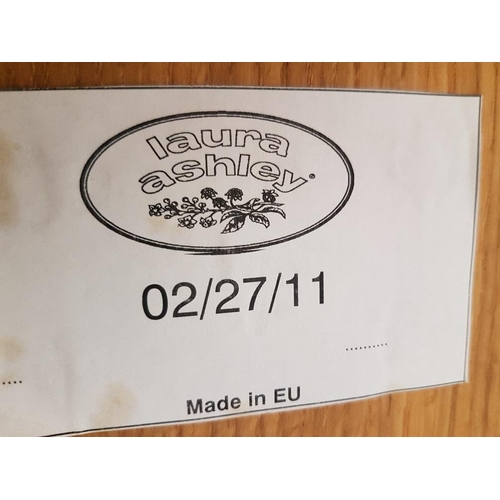 laura
ashley®
02/27/11
..........
....
Made in EU